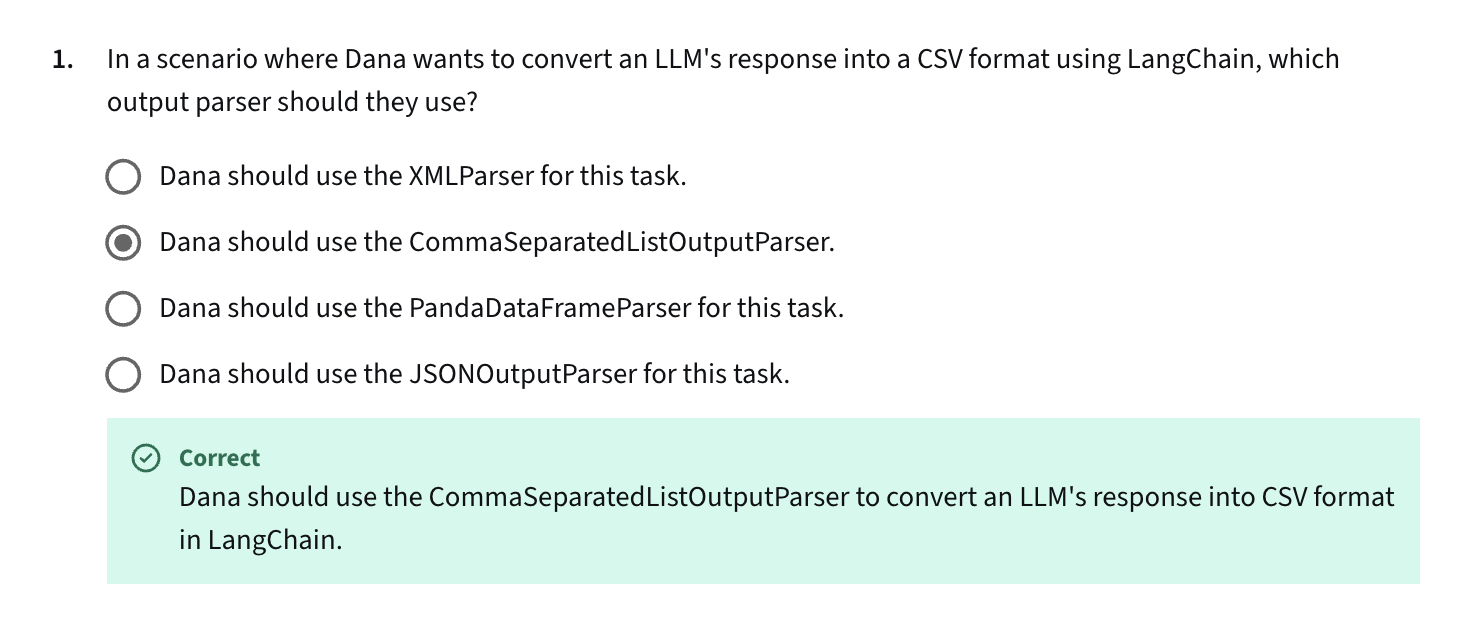 1. In a scenario where Dana wants to convert an LLM's response into a CSV format using LangChain, which
output parser should they use?
Dana should use the XMLParser for this task.
Dana should use the CommaSeparatedListOutputParser.
Dana should use the PandaDataFrameParser for this task.
Dana should use the JSONOutputParser for this task.
Correct
Dana should use the CommaSeparatedListOutputParser to convert an LLM's response into CSV format
in LangChain.